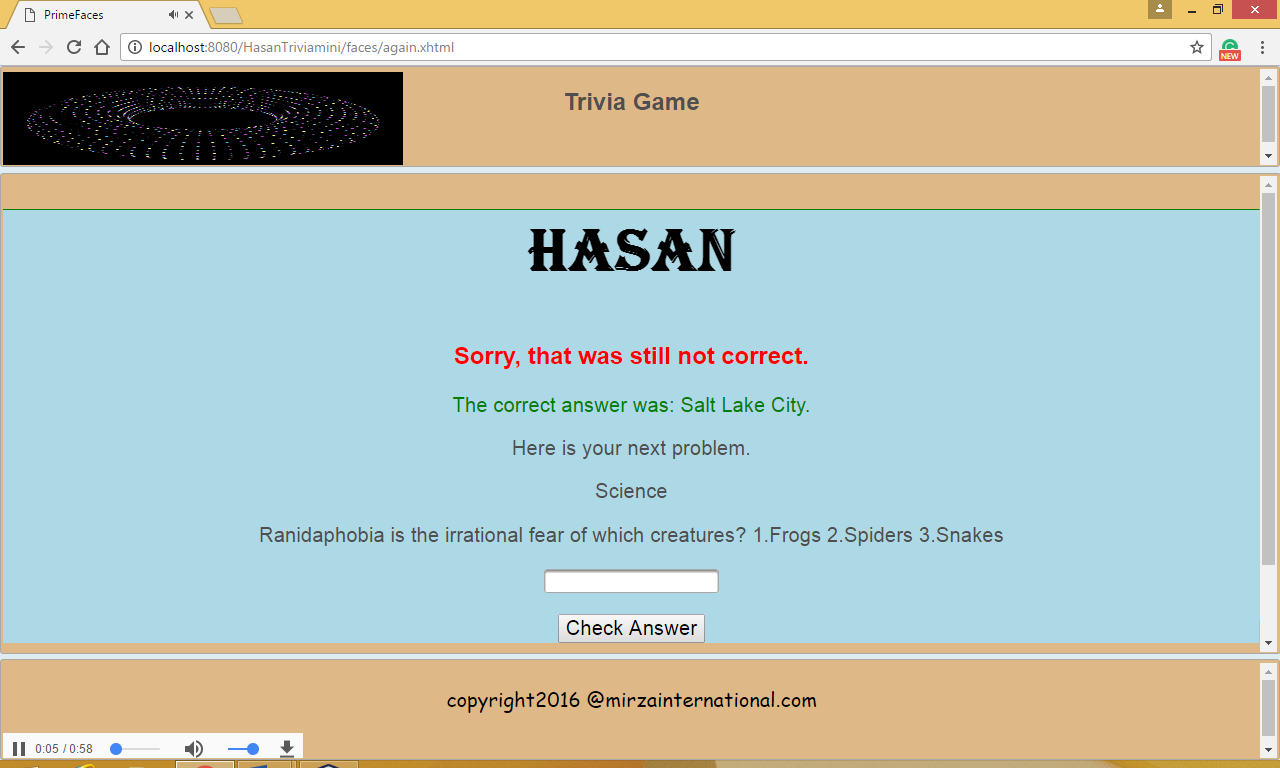 PrimeFaces
localhost:8080/HasanTriviamini/faces/again.xhtml
NEW
Trivia Game
HASAN
Sorry, that was still not correct.
The correct answer was: Salt Lake City.
Here is your next problem.
Science
Ranidaphobia is the irrational fear of which creatures? 1.Frogs 2.Spiders 3.Snakes
Check Answer
copyright2016 @mirzainternational.com
0:05 / 0:58